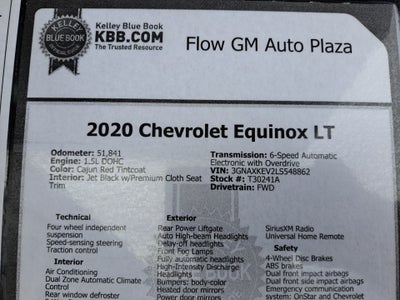 KELLEY
BLUE BOOK
Kelley Blue Book
KBB.COM
The Trusted Resource
Flow GM Auto Plaza
2020 Chevrolet Equinox LT
Odometer: 51,841
Engine: 1.5L DOHC
Color: Cajun Red Tintcoat
Interior: Jet Black w/Premium Cloth Seat
Trim
Transmission: 6-Speed Automatic
Electronic with Overdrive
VIN: 3GNAXKEV2LS548862
Stock #: T30241A
Drivetrain: FWD
Technical
Four wheel independent
suspension
Speed-sensing steering
Traction control
Interior
Air Conditioning
Dual Zone Automatic Climate
Control
Rear window defroster
Exterior
Rear Power Liftgate
Auto High-beam Headlights
Delay-off headlights
Front Fog Lamps
Fully automatic headlights
High-Intensity Discharge
Headlights
Bumpers: body-color
Heated door mirrors
Power door mirrors
SiriusXM Radio
Universal Home Remote
Safety
4-Wheel Disc Brakes
ABS brakes
Dual front impact airbags
Dual front side impact airbags
Emergency communication
system: OnStar and Chevrolet